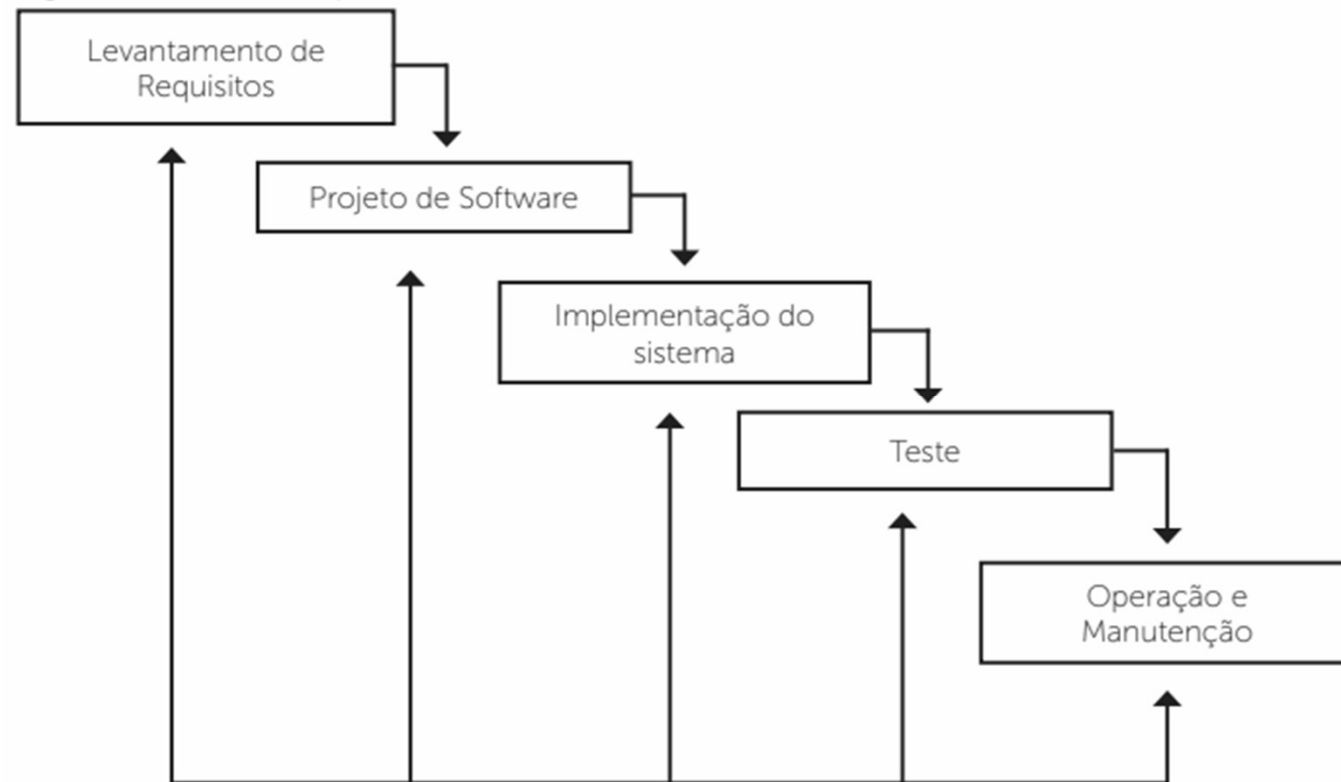 Levantamento de
Requisitos
Projeto de Software
Implementação do
sistema
Teste
Operação e
Manutenção